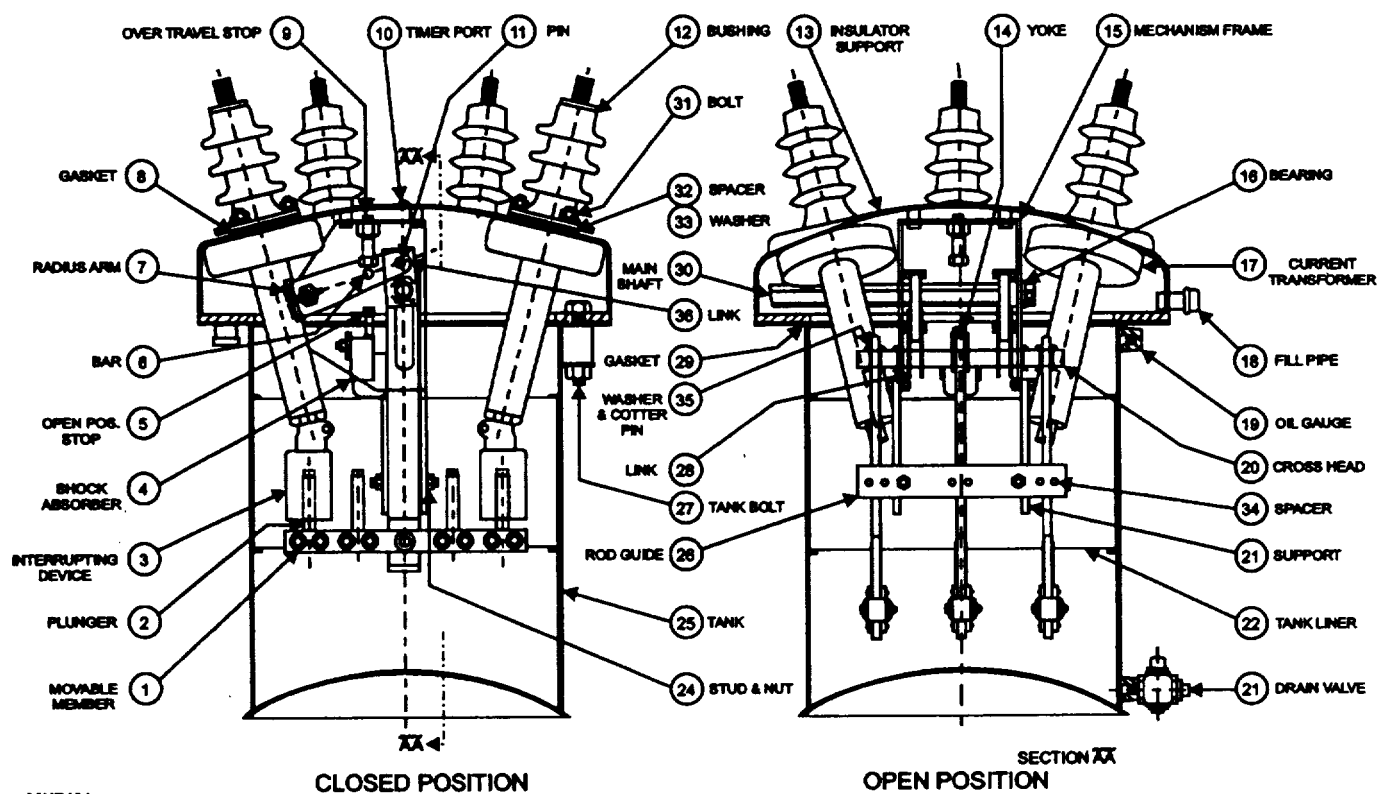 OVER TRAVEL STOP 9
10 TIMER PORT
11 PIN
12 BUSHING
13 INSULATOR
SUPPORT
14 YOKE
15 MECHANISM FRAME
31 BOLT
AA
GASKET 8
32 SPACER
33 WASHER
16 BEARING
RADIUS ARM 7
MAIN
SHAFT
30
17 CURRENT
TRANSFORMER
36 LINK
BAR 6
GASKET 29
18 FILL PIPE
OPEN POS.
STOP
5
WASHER
& COTTER
PIN
35
19 OIL GAUGE
LINK 28
20 CROSS HEAD
SHOCK
ABSORBER
4
27 TANK BOLT
34 SPACER
INTERRUPTING
DEVICE
3
ROD GUIDE 26
21 SUPPORT
PLUNGER 2
25 TANK
22 TANK LINER
MOVABLE
MEMBER
1
24 STUD & NUT
21 DRAIN VALVE
AA
SECTION AA
CLOSED POSITION
OPEN POSITION